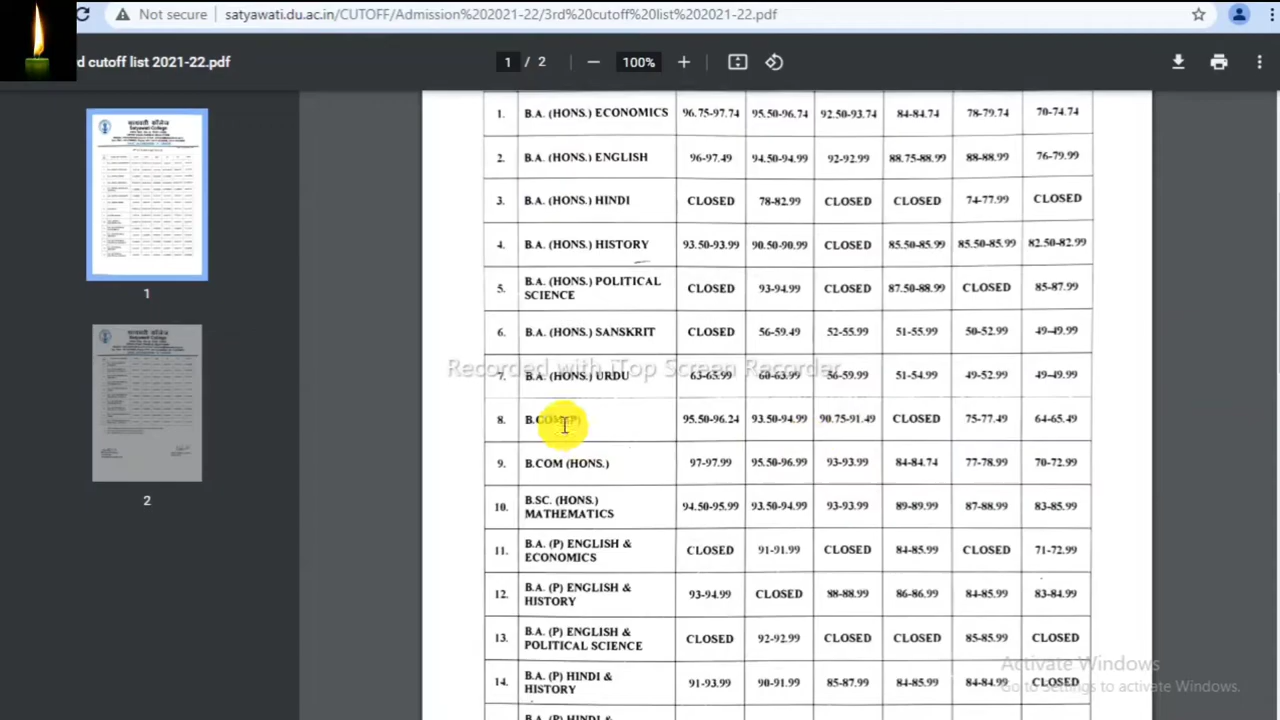 Not secure satyawati.du.ac.in/CUTOFF/Admission%202021-22/3rd%20cutoff%20list%202021-22.pdf
d cutoff list 2021-22.pdf 1 / 2 100%
1. B.A. (HONS.) ECONOMICS 96.75-97.74 95.50-96.74 92.50-93.74 84-84.74 78-79.74 70-74.74
2. B.A. (HONS.) ENGLISH 96-97.49 94.50-94.99 92-92.99 88.75-88.99 88-88.99 76-79.99
3. B.A. (HONS.) HINDI CLOSED 78-82.99 CLOSED CLOSED 74-77.99 CLOSED
4. B.A. (HONS.) HISTORY 93.50-93.99 90.50-90.99 CLOSED 85.50-85.99 85.50-85.99 82.50-82.99
5. B.A. (HONS.) POLITICAL
SCIENCE CLOSED 93-94.99 CLOSED 87.50-88.99 CLOSED 85-87.99
6. B.A. (HONS.) SANSKRIT CLOSED 56-59.49 51-55.99 50-52.99 49-49.99
Recorded with Top Screen Recorder
7. B.A. (HONS.) URDU 63-63.99 60-63.99 56-59.99 51-54.99 49-52.99 49-49.99
8. B.COM (P) 95.50-96.24 93.50-94.99 CLOSED 75-77.49 64-65.49
9. B.COM (HONS.) 97-97.99 95.50-96.99 93-93.99 84-84.74 77-78.99 70-72.99
10. B.SC. (HONS.)
MATHEMATICS 94.50-95.99 93.50-94.99 93-93.99 89-89.99 87-88.99 83-85.99
11. B.A. (P) ENGLISH &
ECONOMICS CLOSED 91-91.99 CLOSED 84-85.99 CLOSED 71-72.99
12. B.A. (P) ENGLISH &
HISTORY 93-94.99 CLOSED 88-88.99 86-86.99 84-85.99 83-84.99
13. B.A. (P) ENGLISH &
POLITICAL SCIENCE CLOSED 92-92.99 CLOSED CLOSED 85-85.99 CLOSED
14. B.A. (P) HINDI &
HISTORY 91-93.99 90-91.99 85-87.99 84-85.99 84-84.99 CLOSED
B.A. (P) HINDI &
सत्यवती कॉलेज
Satyawati College
1
2
Activate Windows
Go to Settings to activate Windows.